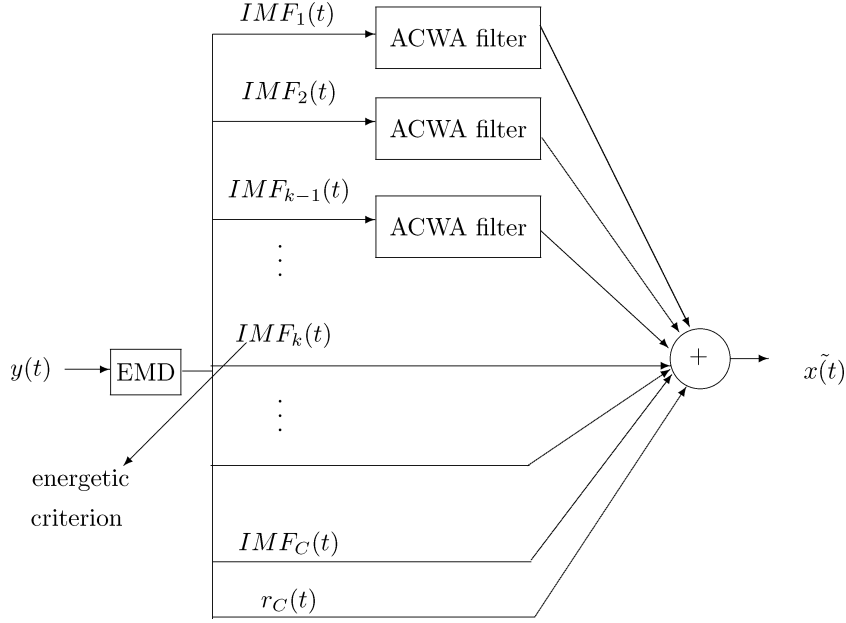 IMF_1(t)
ACWA filter
IMF_2(t)
ACWA filter
IMF_{k-1}(t)
ACWA filter
⋮
IMF_k(t)
y(t)
EMD
+
x̃(t)
⋮
energetic
criterion
IMF_C(t)
r_C(t)